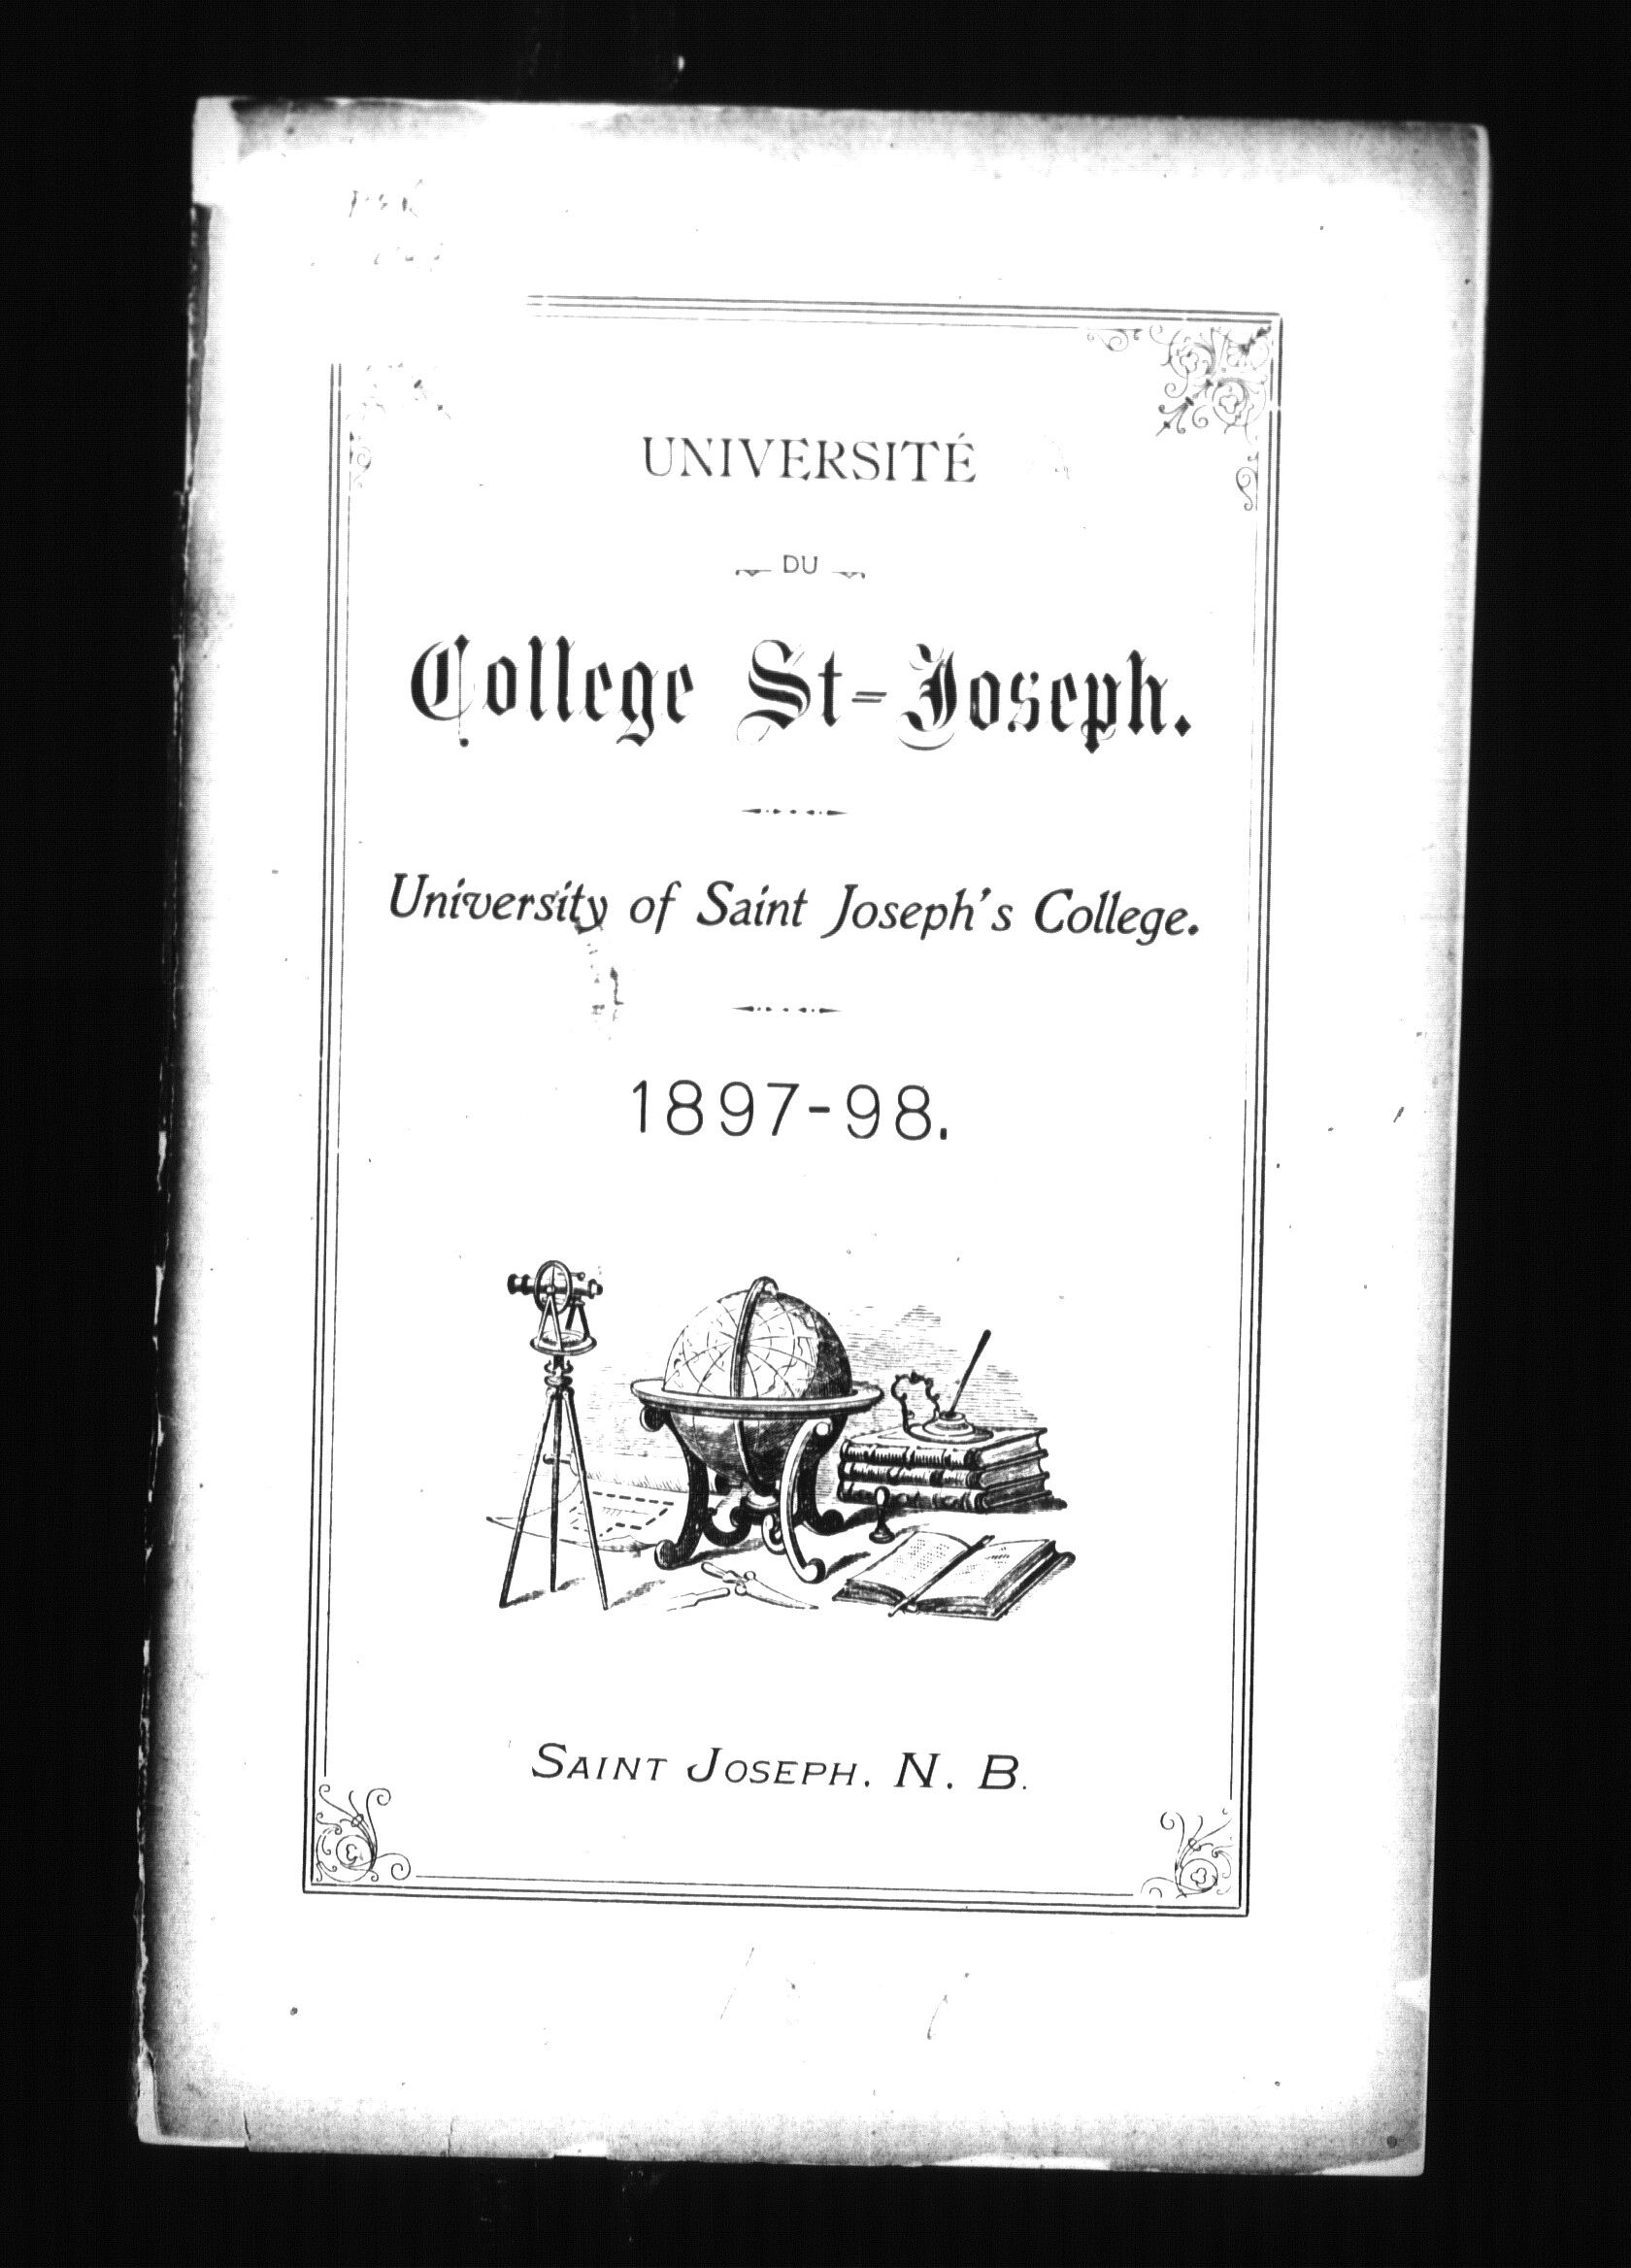 UNIVERSITÉ
DU
College St-Joseph.
University of Saint Joseph's College.
1897-98.
SAINT JOSEPH, N. B.